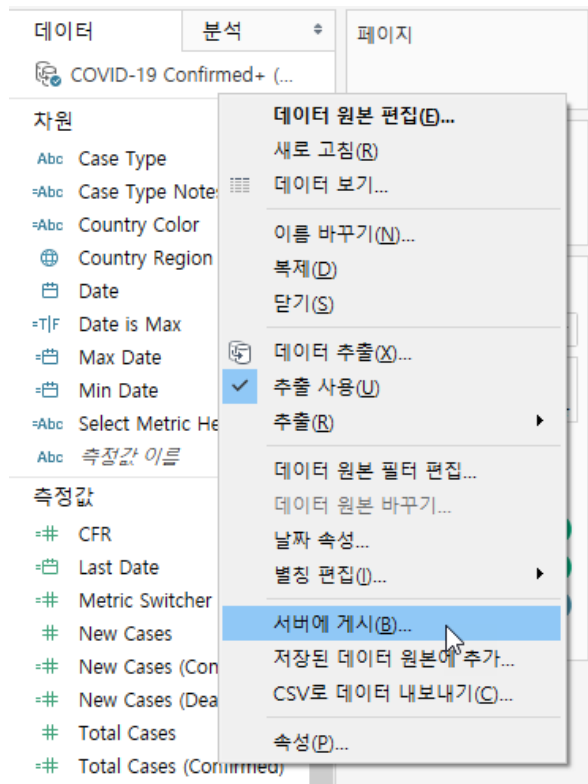 데이터
분석
페이지
COVID-19 Confirmed+ (...
차원
Abc Case Type
=Abc Case Type Note
=Abc Country Color
Country Region
Date
=T|F Date is Max
Max Date
Min Date
=Abc Select Metric He
Abc 측정값 이름
측정값
=# CFR
Last Date
=# Metric Switcher
# New Cases
=# New Cases (Con
=# New Cases (Dea
# Total Cases
=# Total Cases (Confirmed)
데이터 원본 편집(E)...
새로 고침(R)
데이터 보기...
이름 바꾸기(N)...
복제(D)
닫기(S)
데이터 추출(X)...
추출 사용(U)
추출(R)
데이터 원본 필터 편집...
데이터 원본 바꾸기...
날짜 속성...
별칭 편집(I)...
서버에 게시(B)...
저장된 데이터 원본에 추가...
CSV로 데이터 내보내기(C)...
속성(P)...